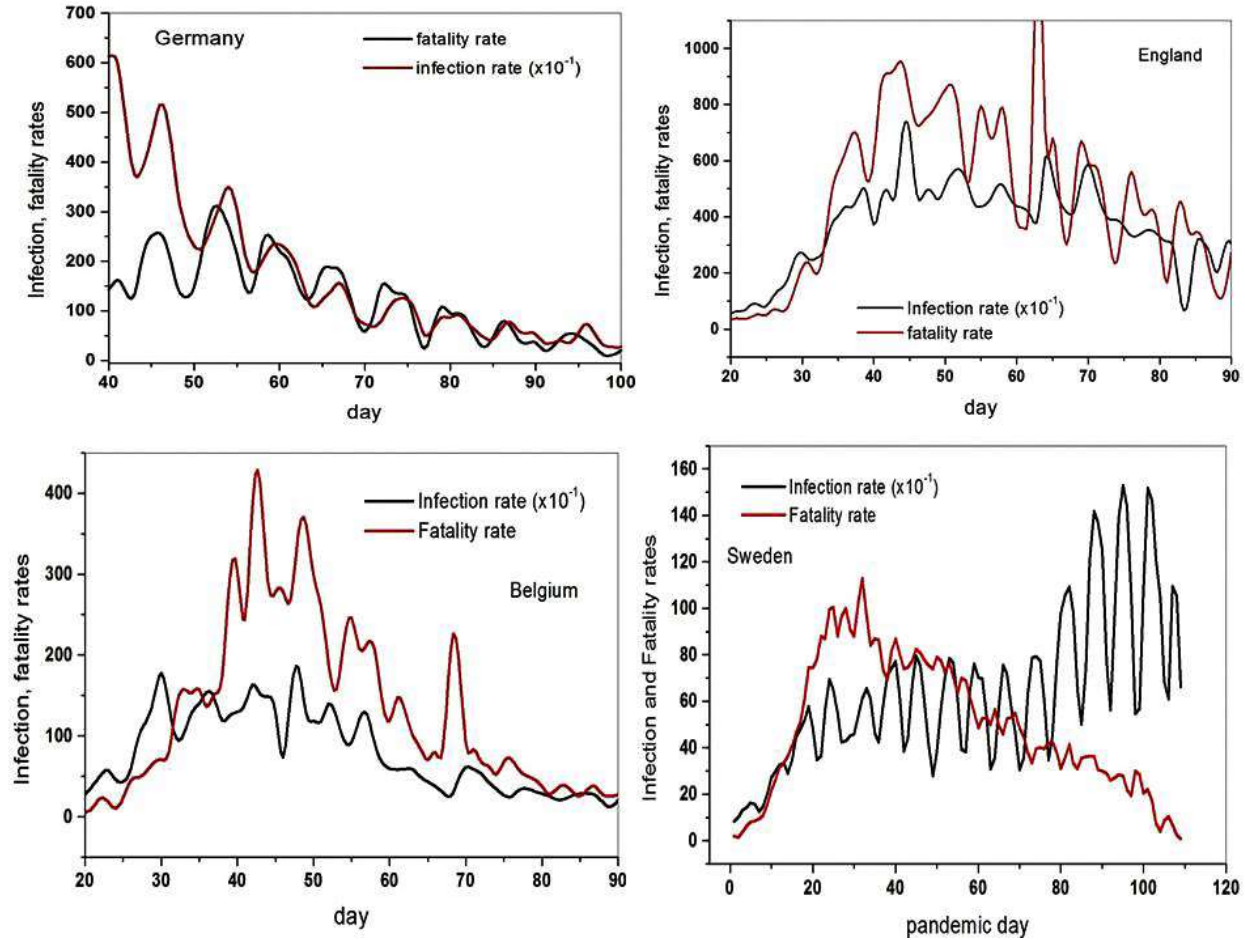 Germany
fatality rate
infection rate (x10⁻¹)
Infection, fatality rates
700
600
500
400
300
200
100
0
40 50 60 70 80 90 100
day
England
Infection rate (x10⁻¹)
fatality rate
Infection, fatality rates
1000
800
600
400
200
0
20 30 40 50 60 70 80 90
day
Infection rate (x10⁻¹)
Fatality rate
Belgium
Infection, fatality rates
400
300
200
100
0
20 30 40 50 60 70 80 90
day
Infection rate (x10⁻¹)
Fatality rate
Sweden
Infection and Fatality rates
160
140
120
100
80
60
40
20
0
0 20 40 60 80 100 120
pandemic day